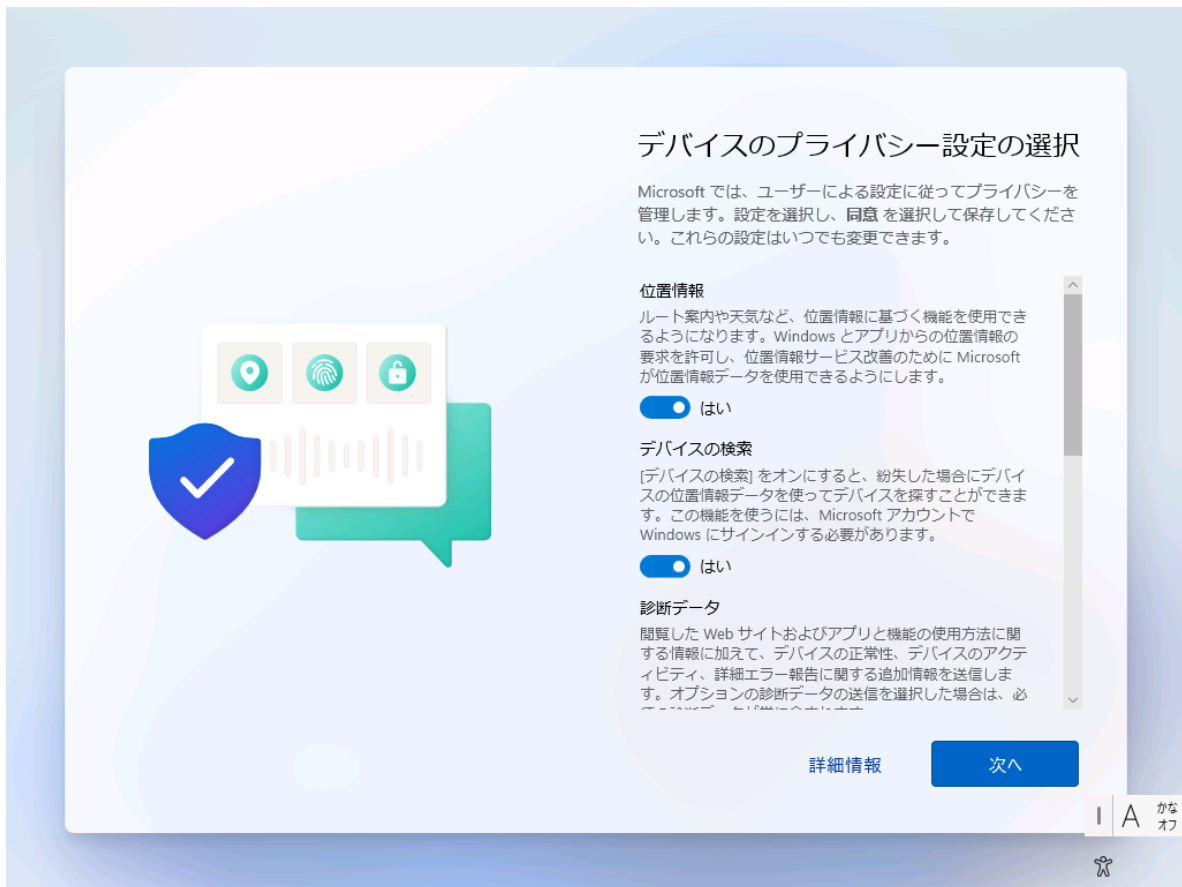 デバイスのプライバシー設定の選択
Microsoft では、ユーザーによる設定に従ってプライバシーを
管理します。設定を選択し、同意 を選択して保存してくださ
い。これらの設定はいつでも変更できます。
位置情報
ルート案内や天気など、位置情報に基づく機能を使用でき
るようになります。Windows とアプリからの位置情報の
要求を許可し、位置情報サービス改善のために Microsoft
が位置情報データを使用できるようにします。
はい
デバイスの検索
[デバイスの検索] をオンにすると、紛失した場合にデバイ
スの位置情報データを使ってデバイスを探すことができま
す。この機能を使うには、Microsoft アカウントで
Windows にサインインする必要があります。
はい
診断データ
閲覧した Web サイトおよびアプリと機能の使用方法に関
する情報に加えて、デバイスの正常性、デバイスのアクテ
ィビティ、詳細エラー報告に関する追加情報を送信しま
す。オプションの診断データの送信を選択した場合は、必
詳細情報
次へ
A
かな
オフ